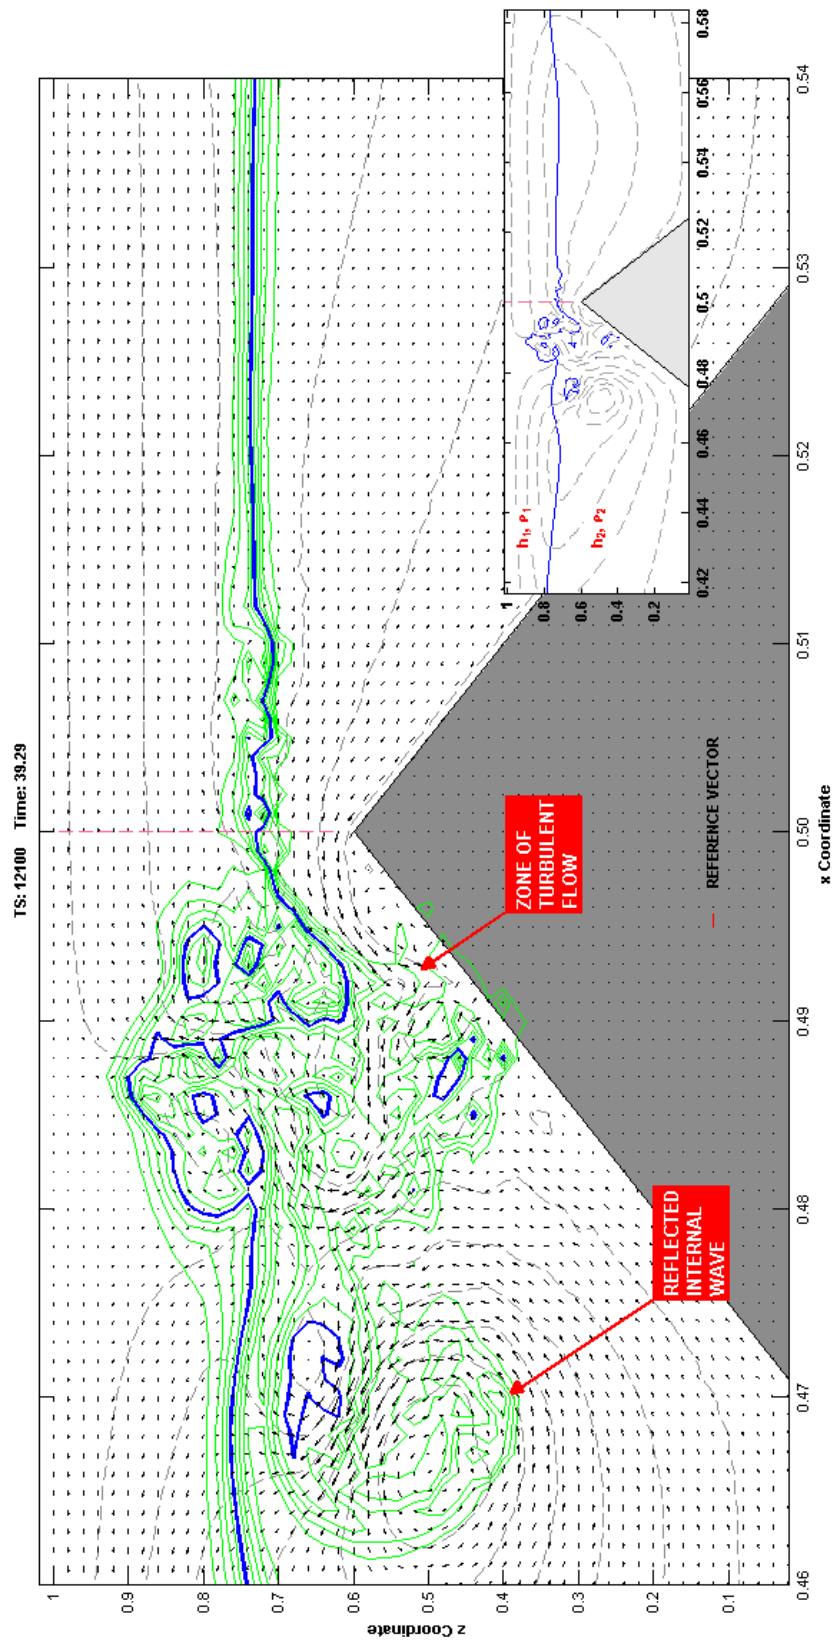 TS: 12100 Time: 39.29
z Coordinate
1
0.9
0.8
0.7
0.6
0.5
0.4
0.3
0.2
0.1
0.46
0.47
0.48
0.49
0.50
0.51
0.52
0.53
0.54
x Coordinate
REFLECTED
INTERNAL
WAVE
ZONE OF
TURBULENT
FLOW
REFERENCE VECTOR
1
0.8
0.6
0.4
0.2
0.42
0.44
0.46
0.48
0.5
0.52
0.54
0.56
0.58
h₁, ρ₁
h₂, ρ₂